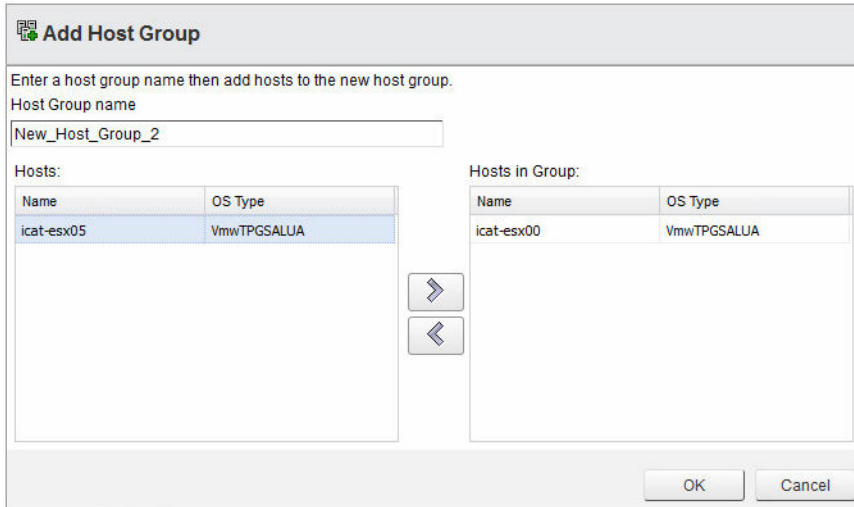 Add Host Group
Enter a host group name then add hosts to the new host group.
Host Group name
New_Host_Group_2
Hosts:
Name OS Type
icat-esx05 VmwTPGSALUA
Hosts in Group:
Name OS Type
icat-esx00 VmwTPGSALUA
OK Cancel